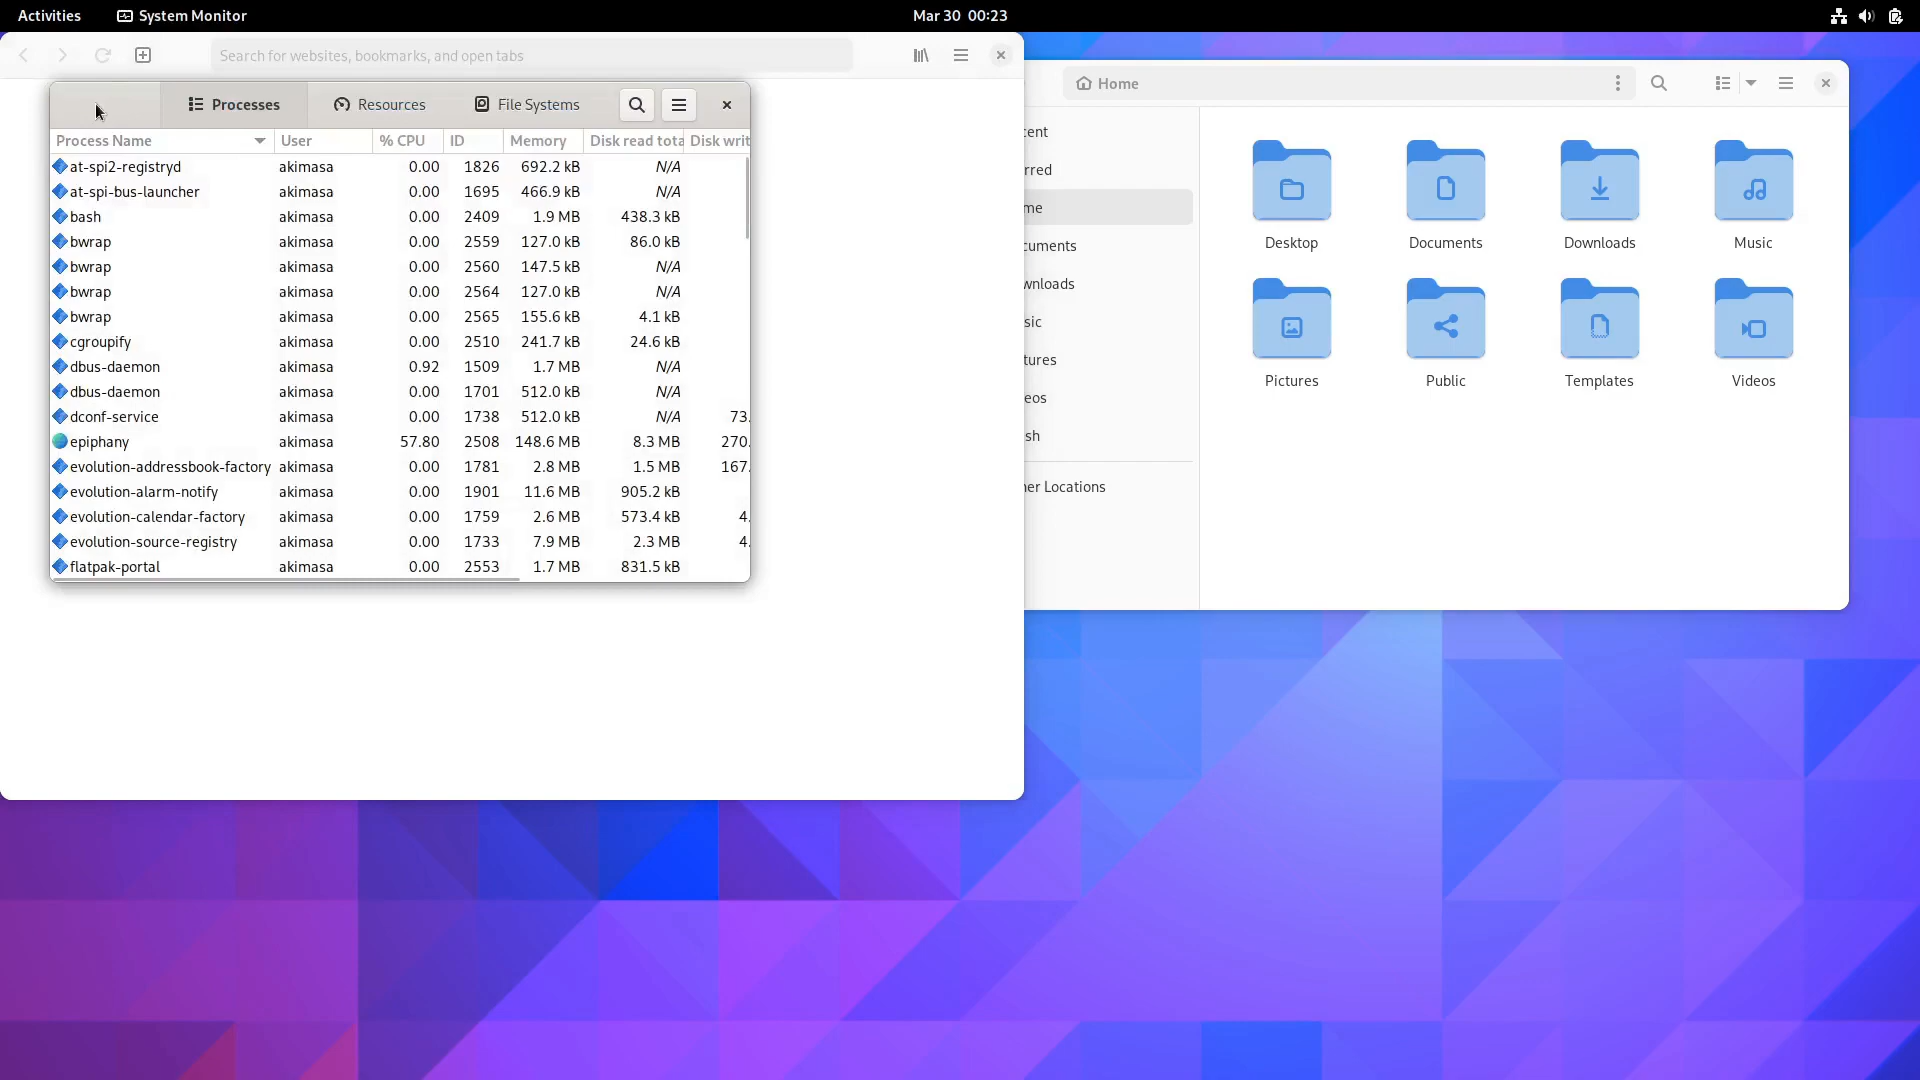 Activities System Monitor Mar 30 00:23
Search for websites, bookmarks, and open tabs
Processes Resources File Systems
Process Name User % CPU ID Memory Disk read tota Disk writ
at-spi2-registryd akimasa 0.00 1826 692.2 kB N/A
at-spi-bus-launcher akimasa 0.00 1695 466.9 kB N/A
bash akimasa 0.00 2409 1.9 MB 438.3 kB
bwrap akimasa 0.00 2559 127.0 kB 86.0 kB
bwrap akimasa 0.00 2560 147.5 kB N/A
bwrap akimasa 0.00 2564 127.0 kB N/A
bwrap akimasa 0.00 2565 155.6 kB 4.1 kB
cgroupify akimasa 0.00 2510 241.7 kB 24.6 kB
dbus-daemon akimasa 0.92 1509 1.7 MB N/A
dbus-daemon akimasa 0.00 1701 512.0 kB N/A
dconf-service akimasa 0.00 1738 512.0 kB N/A 73.
epiphany akimasa 57.80 2508 148.6 MB 8.3 MB 270.
evolution-addressbook-factory akimasa 0.00 1781 2.8 MB 1.5 MB 167.
evolution-alarm-notify akimasa 0.00 1901 11.6 MB 905.2 kB
evolution-calendar-factory akimasa 0.00 1759 2.6 MB 573.4 kB 4.
evolution-source-registry akimasa 0.00 1733 7.9 MB 2.3 MB 4.
flatpak-portal akimasa 0.00 2553 1.7 MB 831.5 kB
Home
cent
rred
me
cuments
wnloads
sic
tures
eos
sh
her Locations
Desktop Documents Downloads Music
Pictures Public Templates Videos